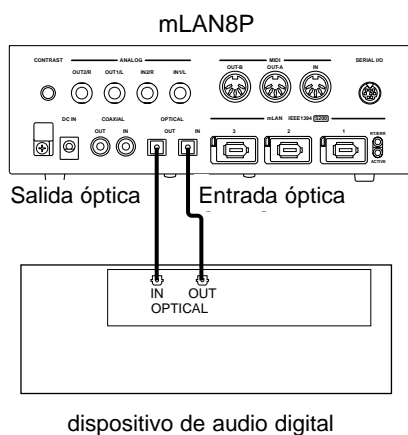 mLAN8P
CONTRAST ANALOG MIDI SERIAL I/O
OUT2/R OUT1/L IN2/R IN1/L OUT-B OUT-A IN
DC IN COAXIAL OPTICAL mLAN IEEE1394 S200
OUT IN OUT IN 3 2 1 RT/ERR
ACTIVE
Salida óptica Entrada óptica
IN OUT
OPTICAL
dispositivo de audio digital